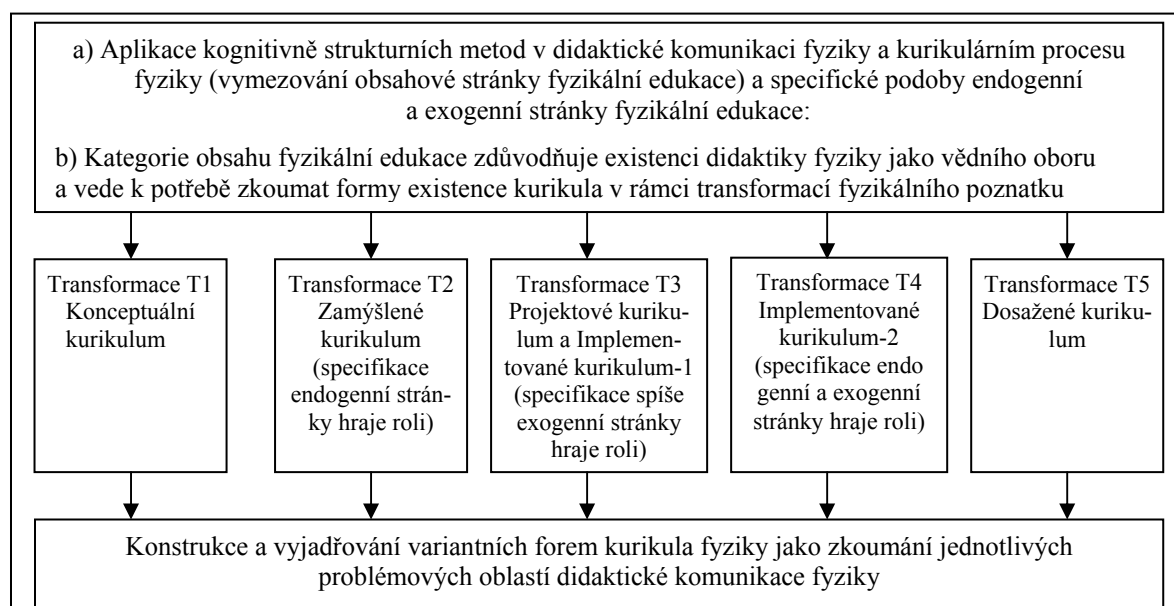 a) Aplikace kognitivně strukturních metod v didaktické komunikaci fyziky a kurikulárním procesu
fyziky (vymezování obsahové stránky fyzikální edukace) a specifické podoby endogenní
a exogenní stránky fyzikální edukace:
b) Kategorie obsahu fyzikální edukace zdůvodňuje existenci didaktiky fyziky jako vědního oboru
a vede k potřebě zkoumat formy existence kurikula v rámci transformací fyzikálního poznatku
Transformace T1
Konceptuální
kurikulum
Transformace T2
Zamýšlené
kurikulum
(specifikace
endogenní strán-
ky hraje roli)
Transformace T3
Projektové kuriku-
lum a Implemen-
tované kurikulum-1
(specifikace spíše
exogenní stránky
hraje roli)
Transformace T4
Implementované
kurikulum-2
(specifikace endo
genní a exogenní
stránky hraje roli)
Transformace T5
Dosažené kuriku-
lum
Konstrukce a vyjadřování variantních forem kurikula fyziky jako zkoumání jednotlivých
problémových oblastí didaktické komunikace fyziky